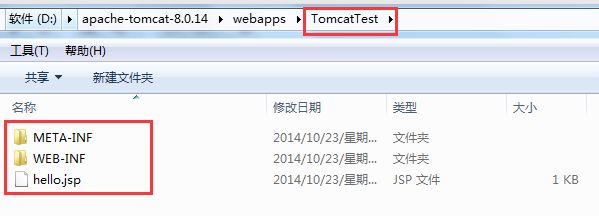 软件 (D:) ▸ apache-tomcat-8.0.14 ▸ webapps ▸ TomcatTest ▸
工具(T) 帮助(H)
共享 ▾ 新建文件夹
名称 修改日期 类型 大小
META-INF 2014/10/23/星期... 文件夹
WEB-INF 2014/10/23/星期... 文件夹
hello.jsp 2014/10/23/星期... JSP 文件 1 KB